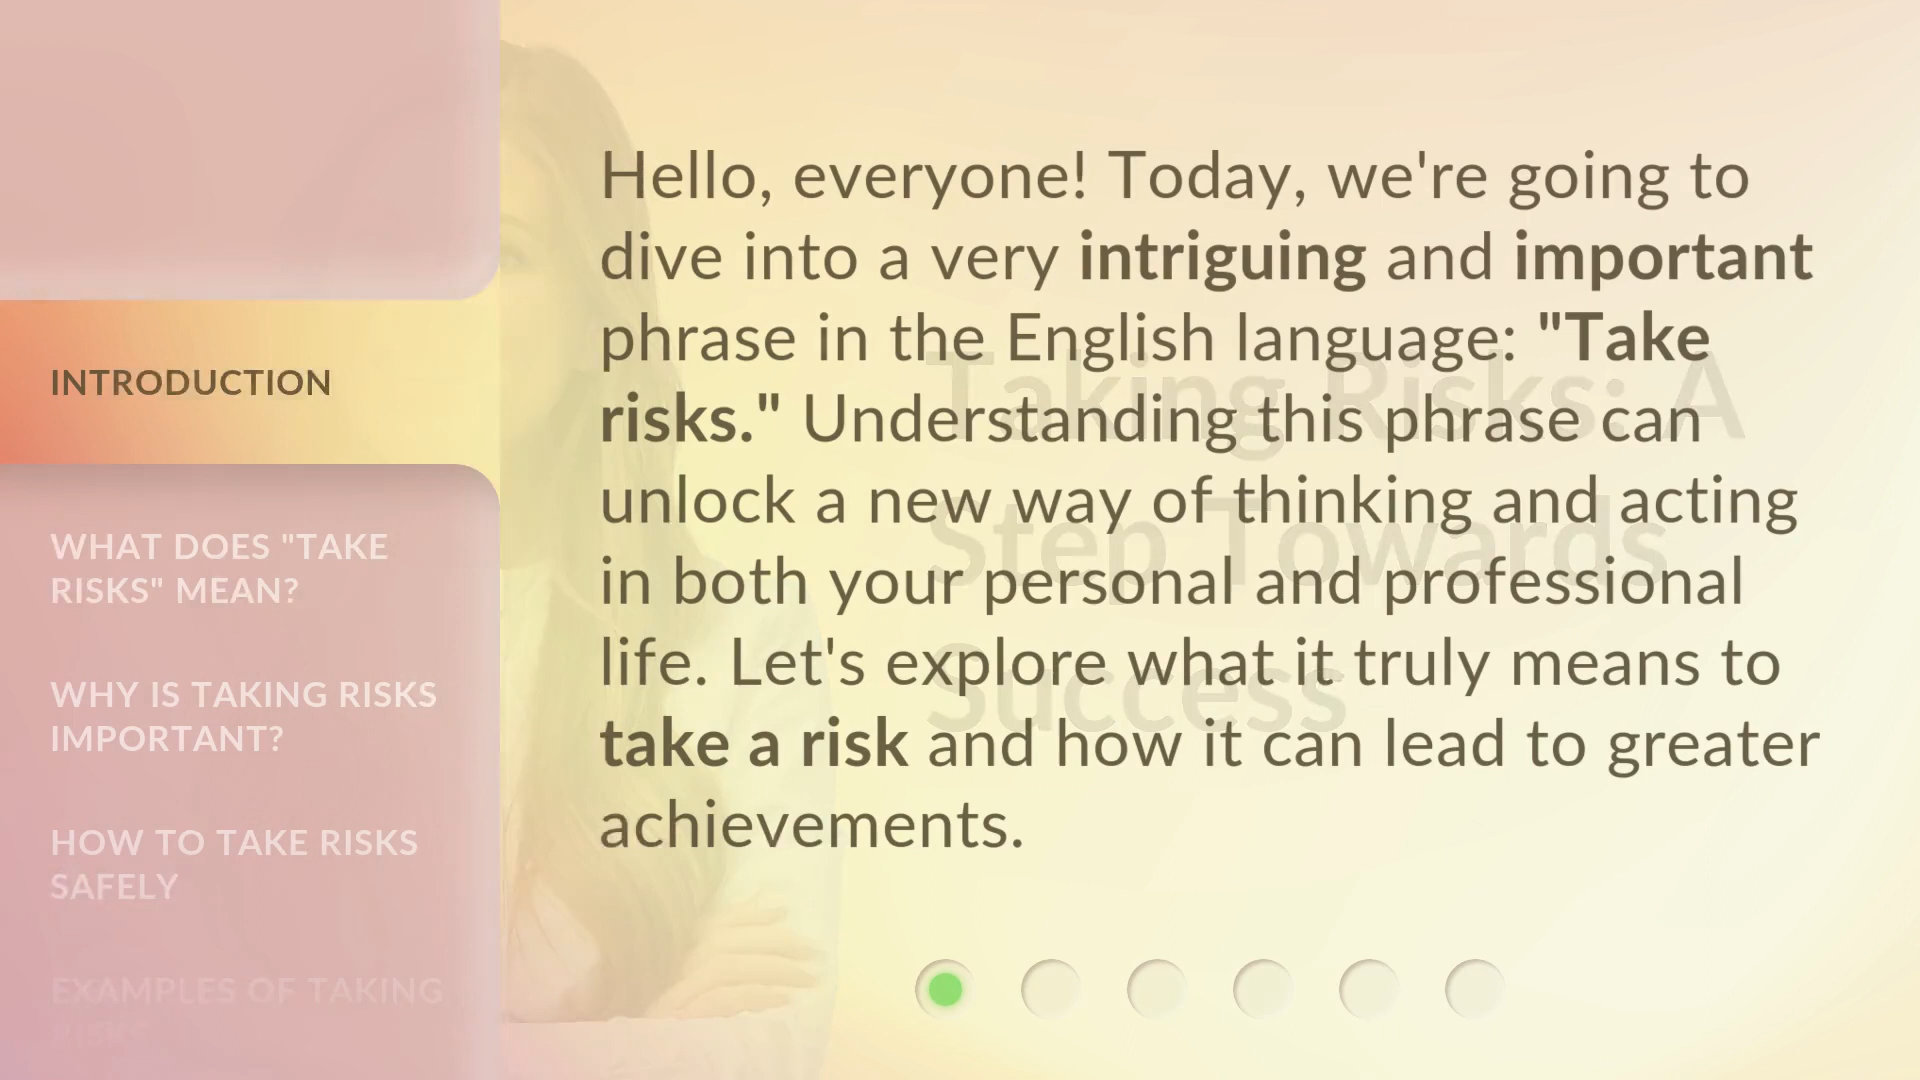 INTRODUCTION
WHAT DOES "TAKE
RISKS" MEAN?
WHY IS TAKING RISKS
IMPORTANT?
HOW TO TAKE RISKS
SAFELY
EXAMPLES OF TAKING
RISKS
Hello, everyone! Today, we're going to
dive into a very intriguing and important
phrase in the English language: "Take
risks." Understanding this phrase can
unlock a new way of thinking and acting
in both your personal and professional
life. Let's explore what it truly means to
take a risk and how it can lead to greater
achievements.
Taking Risks: A
Step Towards
Success